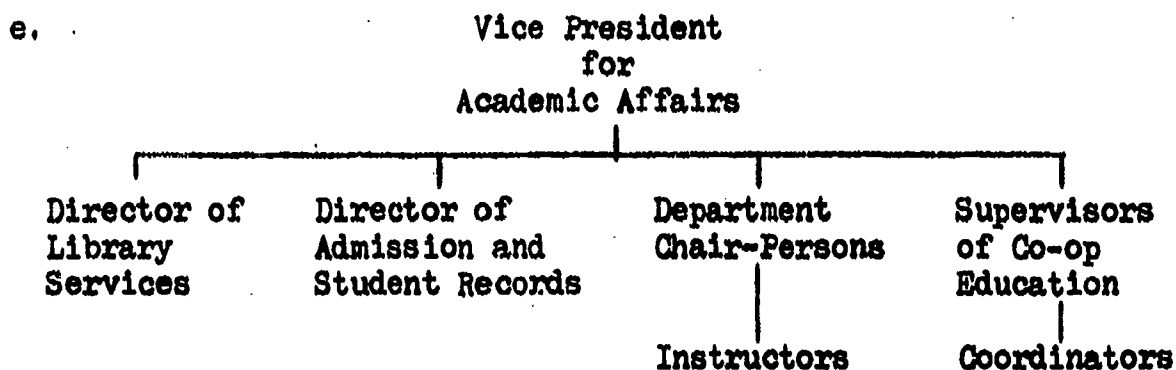 e.
Vice President
for
Academic Affairs
Director of
Library
Services
Director of
Admission and
Student Records
Department
Chair-Persons
Supervisors
of Co-op
Education
Instructors
Coordinators